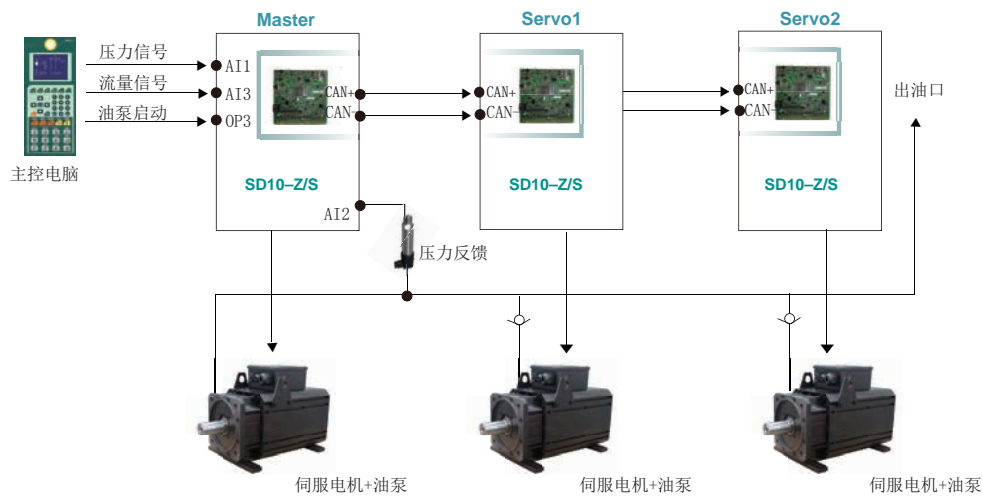 Master
Servo1
Servo2
压力信号
AI1
流量信号
AI3
油泵启动
OP3
CAN+
CAN-
CAN+
CAN-
CAN+
CAN-
出油口
主控电脑
SD10–Z/S
SD10–Z/S
SD10–Z/S
AI2
压力反馈
伺服电机+油泵
伺服电机+油泵
伺服电机+油泵